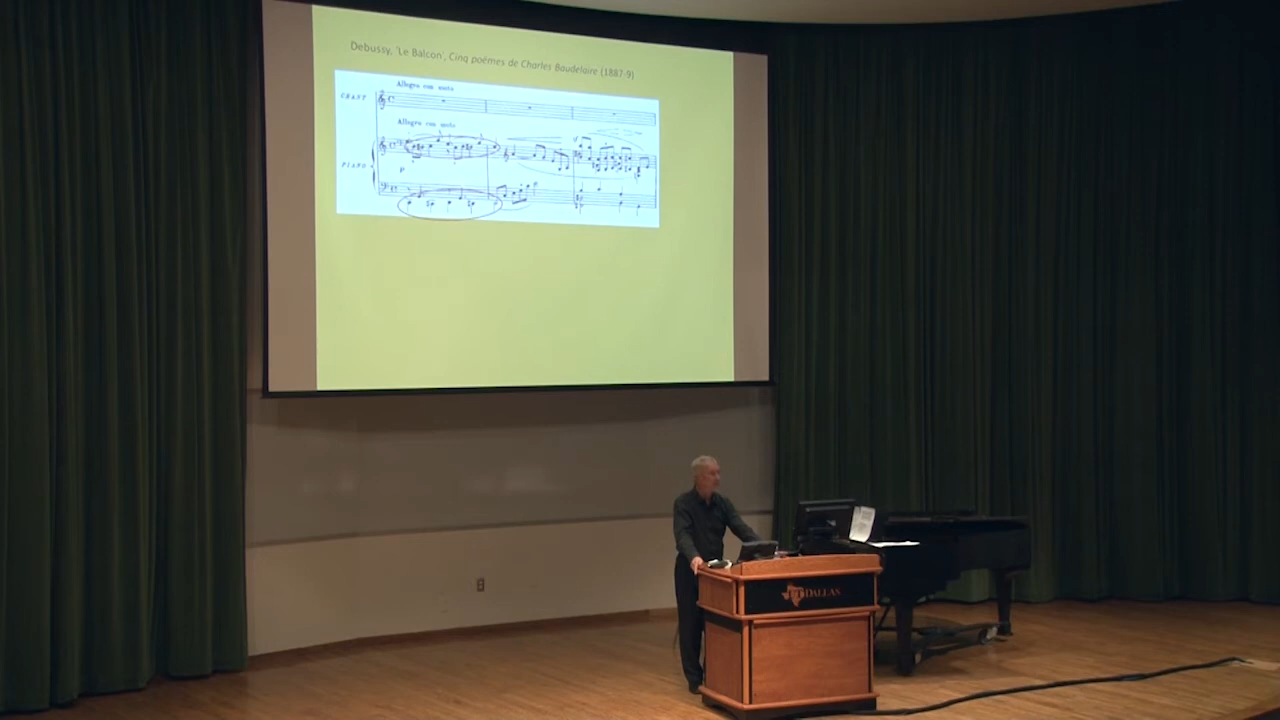 Debussy, 'Le Balcon', Cinq poèmes de Charles Baudelaire (1887-9)
Allegro con moto
CHANT
Allegro con moto
PIANO
p
UT DALLAS